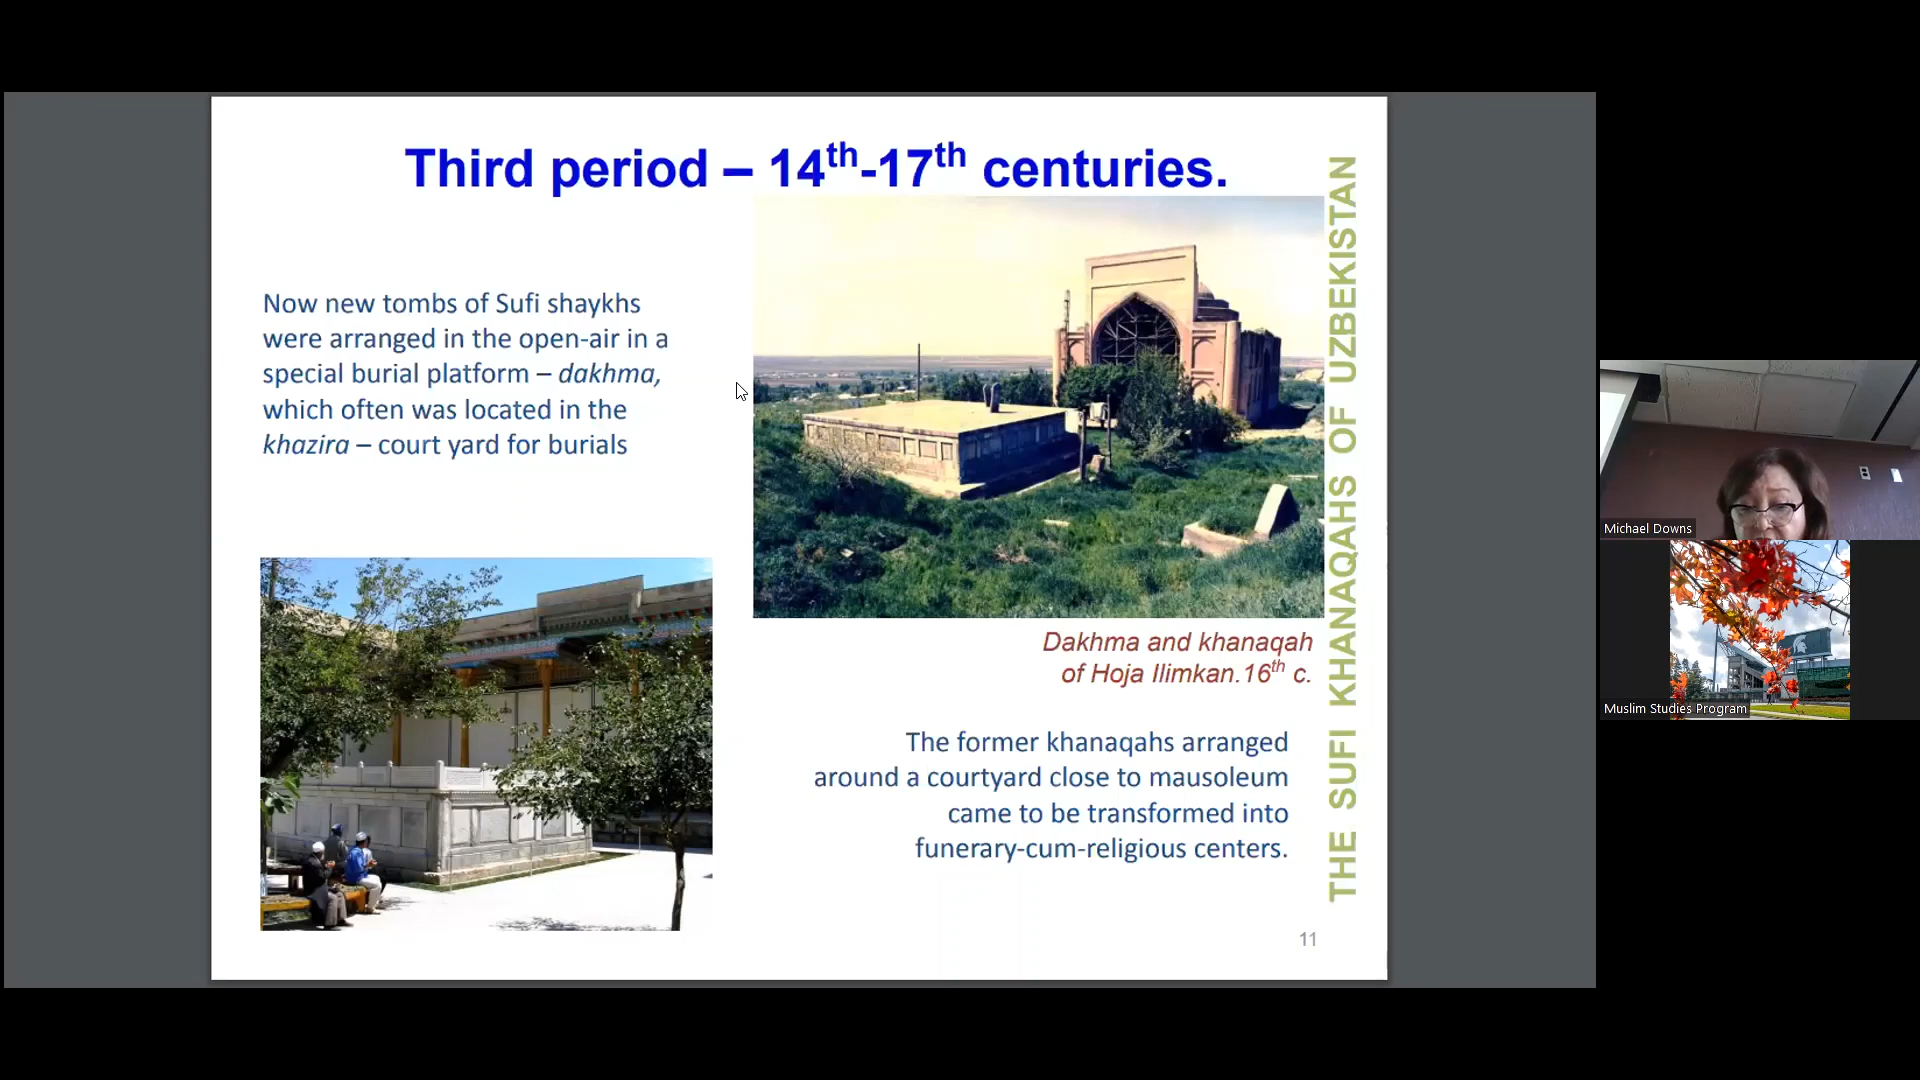 Third period – 14th-17th centuries.
Now new tombs of Sufi shaykhs
were arranged in the open-air in a
special burial platform – dakhma,
which often was located in the
khazira – court yard for burials
Dakhma and khanaqah
of Hoja Ilimkan.16th c.
The former khanaqahs arranged
around a courtyard close to mausoleum
came to be transformed into
funerary-cum-religious centers.
11
THE SUFI KHANAQAHS OF UZBEKISTAN
Michael Downs
Muslim Studies Program